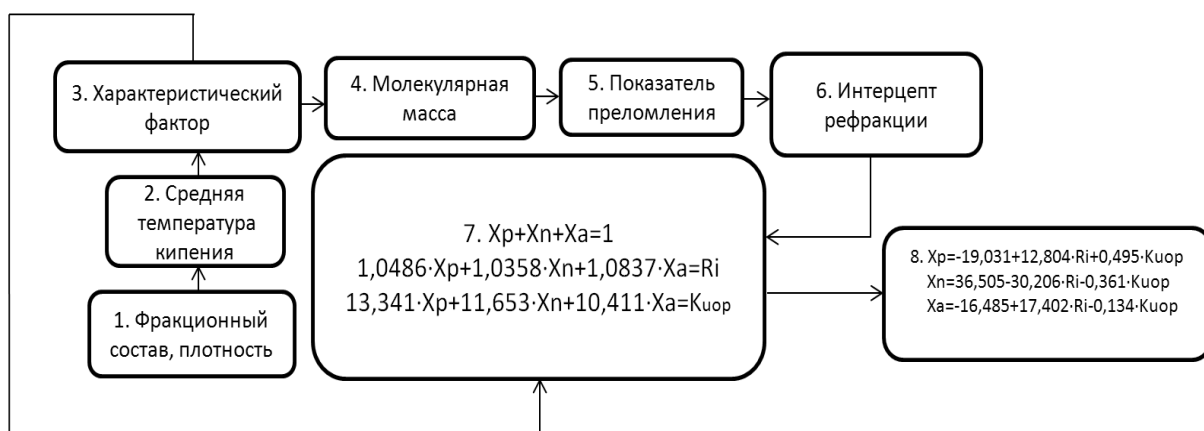 1. Фракционный
состав, плотность
2. Средняя
температура
кипения
3. Характеристический
фактор
4. Молекулярная
масса
5. Показатель
преломления
6. Интерцепт
рефракции
7. Xp+Xn+Xa=1
1,0486·Xp+1,0358·Xn+1,0837·Xa=Ri
13,341·Xp+11,653·Xn+10,411·Xa=Kuop
8. Xp=-19,031+12,804·Ri+0,495·Kuop
Xn=36,505-30,206·Ri-0,361·Kuop
Xa=-16,485+17,402·Ri-0,134·Kuop